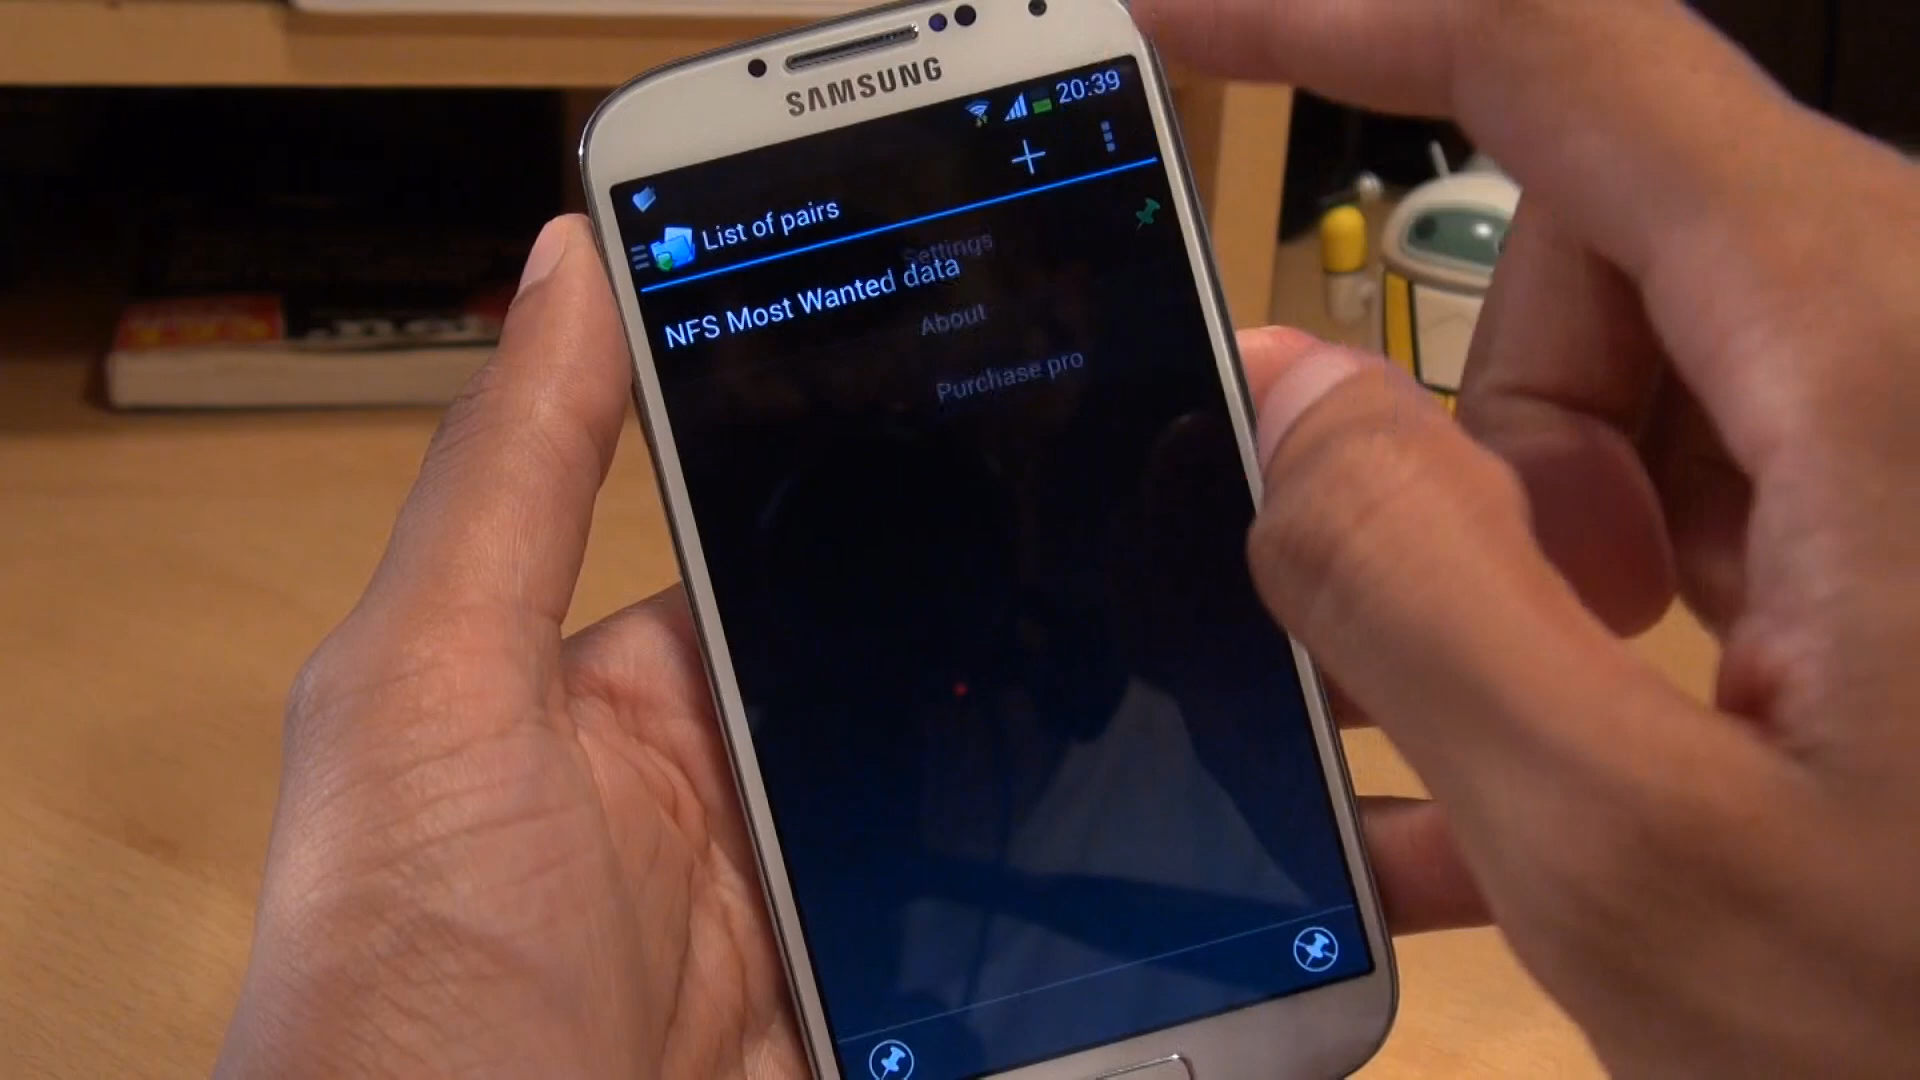 SAMSUNG
20:39
List of pairs
Settings
NFS Most Wanted data
About
Purchase pro